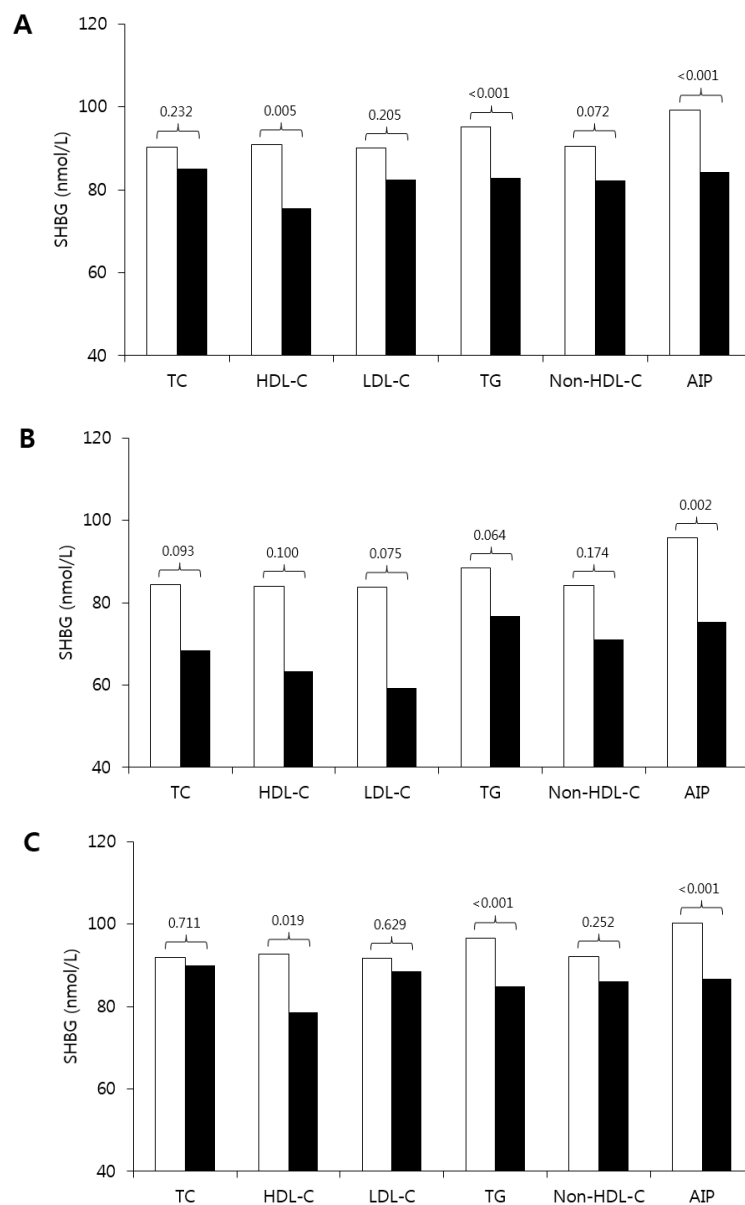 A
120
100
80
60
40
SHBG (nmol/L)
0.232
0.005
0.205
<0.001
0.072
<0.001
TC
HDL-C
LDL-C
TG
Non-HDL-C
AIP
B
120
100
80
60
40
SHBG (nmol/L)
0.093
0.100
0.075
0.064
0.174
0.002
TC
HDL-C
LDL-C
TG
Non-HDL-C
AIP
C
120
100
80
60
40
SHBG (nmol/L)
0.711
0.019
0.629
<0.001
0.252
<0.001
TC
HDL-C
LDL-C
TG
Non-HDL-C
AIP